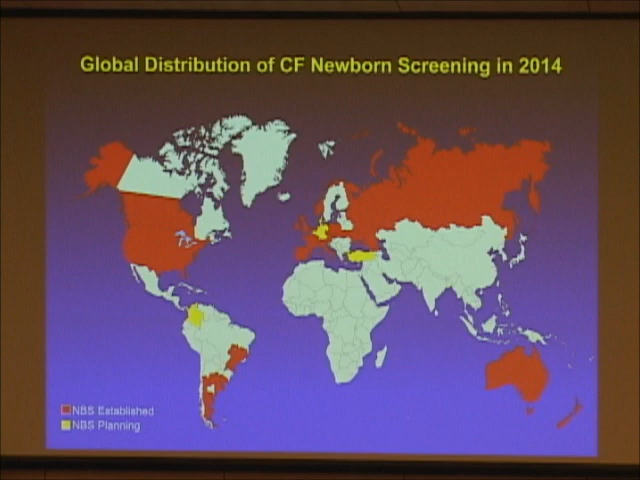 Global Distribution of CF Newborn Screening in 2014
NBS Established
NBS Planning